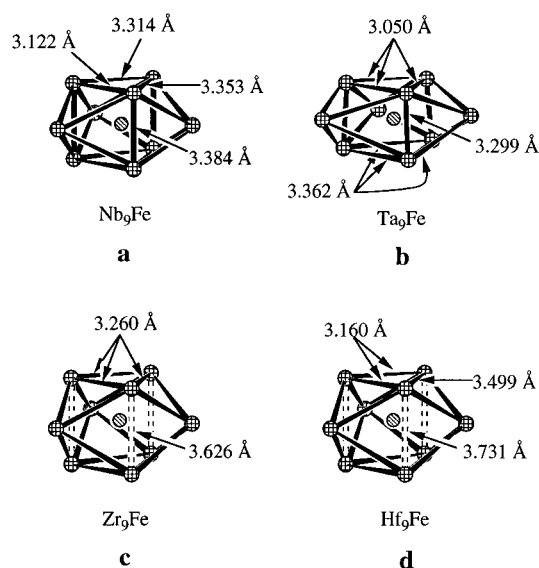 3.314 Å
3.122 Å
3.353 Å
3.384 Å
Nb₉Fe
a
3.050 Å
3.299 Å
3.362 Å
Ta₉Fe
b
3.260 Å
3.626 Å
Zr₉Fe
c
3.160 Å
3.499 Å
3.731 Å
Hf₉Fe
d